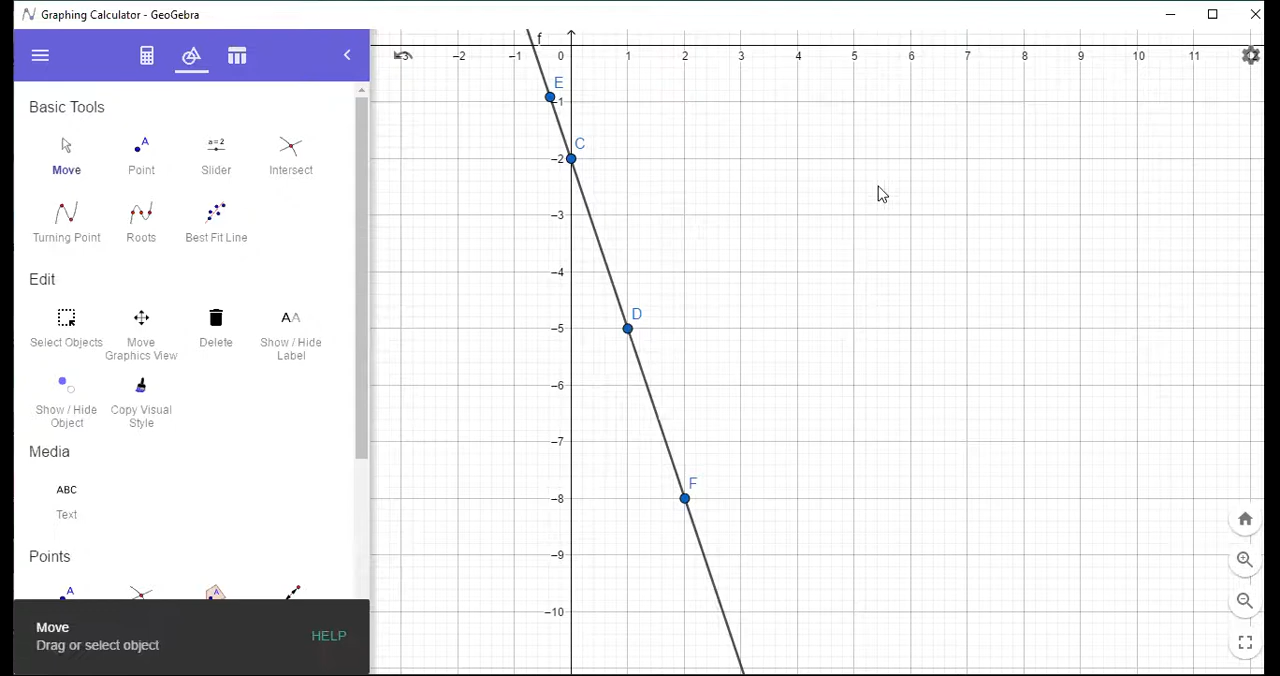 Graphing Calculator - GeoGebra
Basic Tools
A
a=2
Move
Point
Slider
Intersect
Turning Point
Roots
Best Fit Line
Edit
AA
Select Objects
Move
Graphics View
Delete
Show / Hide
Label
Show / Hide
Object
Copy Visual
Style
Media
ABC
Text
Points
A
A
Move
Drag or select object
HELP
f
−3 −2 −1 0 1 2 3 4 5 6 7 8 9 10 11 12
E
−1
C
−2
−3
−4
D
−5
−6
−7
F
−8
−9
−10